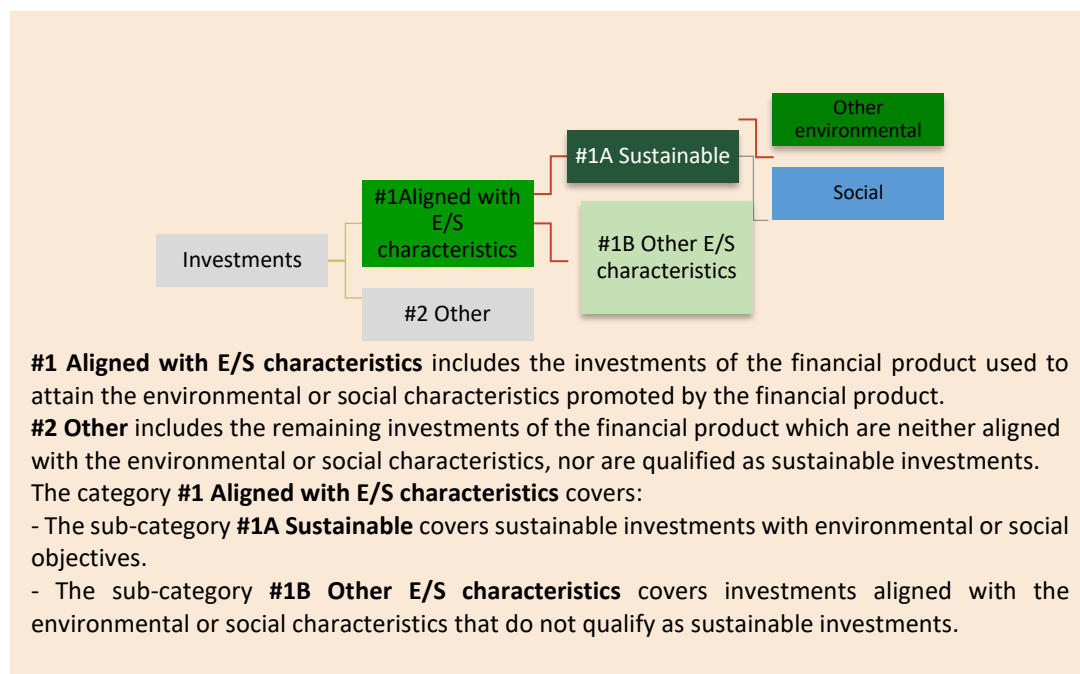 Other
environmental
#1A Sustainable
Social
#1Aligned with
E/S
characteristics
#1B Other E/S
characteristics
Investments
#2 Other
#1 Aligned with E/S characteristics includes the investments of the financial product used to
attain the environmental or social characteristics promoted by the financial product.
#2 Other includes the remaining investments of the financial product which are neither aligned
with the environmental or social characteristics, nor are qualified as sustainable investments.
The category #1 Aligned with E/S characteristics covers:
- The sub-category #1A Sustainable covers sustainable investments with environmental or social
objectives.
- The sub-category #1B Other E/S characteristics covers investments aligned with the
environmental or social characteristics that do not qualify as sustainable investments.